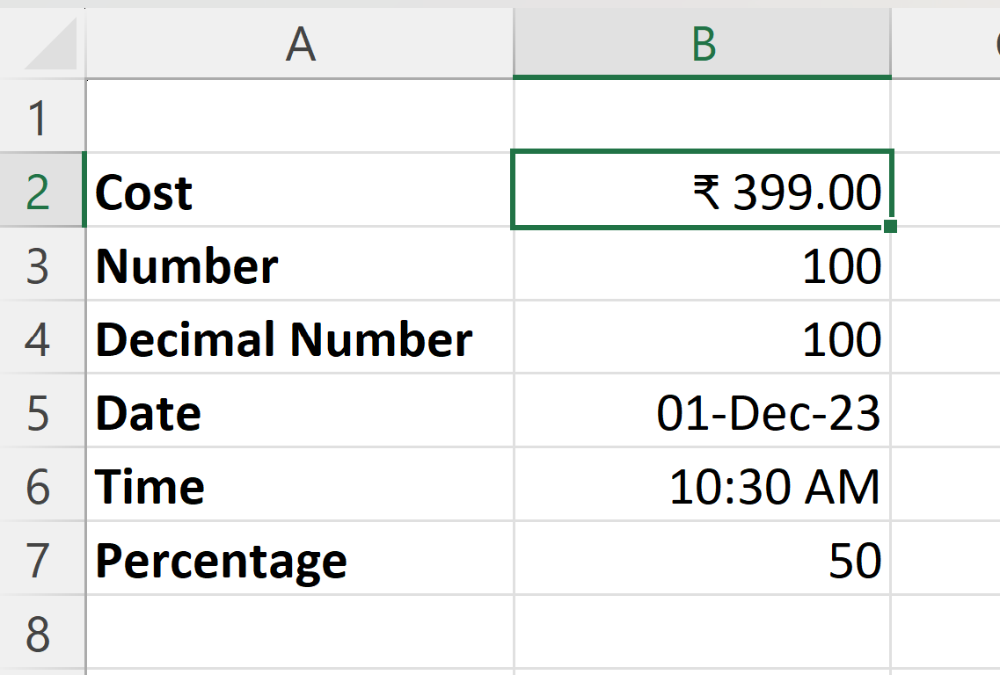 A B
1
2 Cost ₹ 399.00
3 Number 100
4 Decimal Number 100
5 Date 01-Dec-23
6 Time 10:30 AM
7 Percentage 50
8